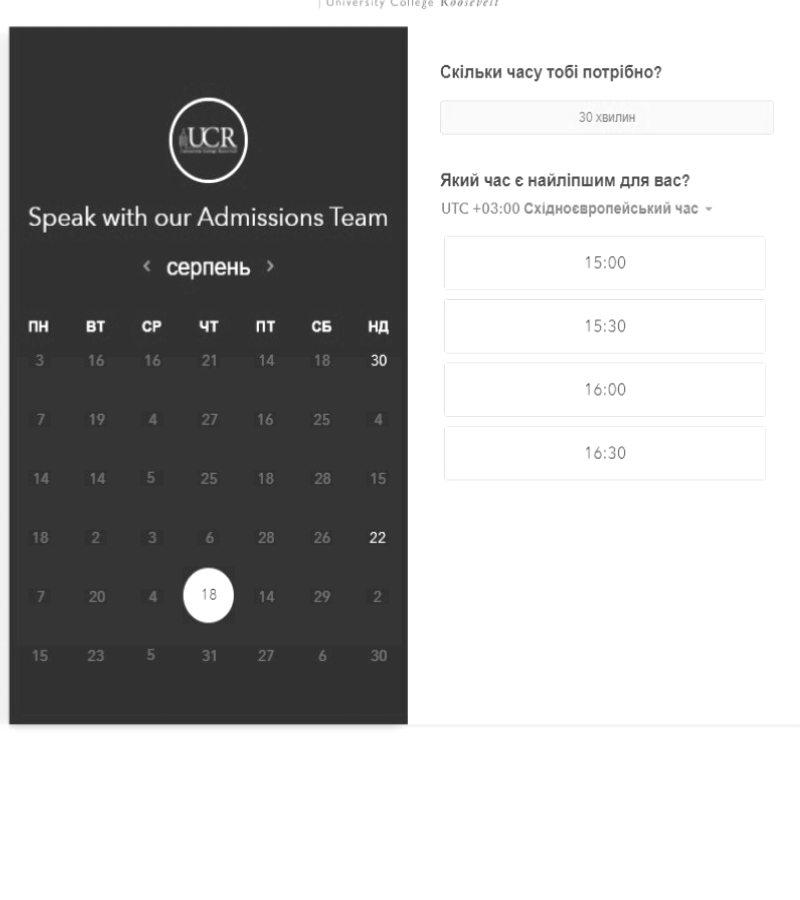 | University College Roosevelt
UCR
Speak with our Admissions Team
‹ серпень ›
ПН ВТ СР ЧТ ПТ СБ НД
3 16 16 21 14 18 30
7 19 4 27 16 25 4
14 14 5 25 18 28 15
18 2 3 6 28 26 22
7 20 4 18 14 29 2
15 23 5 31 27 6 30
Скільки часу тобі потрібно?
30 хвилин
Який час є найліпшим для вас?
UTC +03:00 Східноєвропейський час
15:00
15:30
16:00
16:30